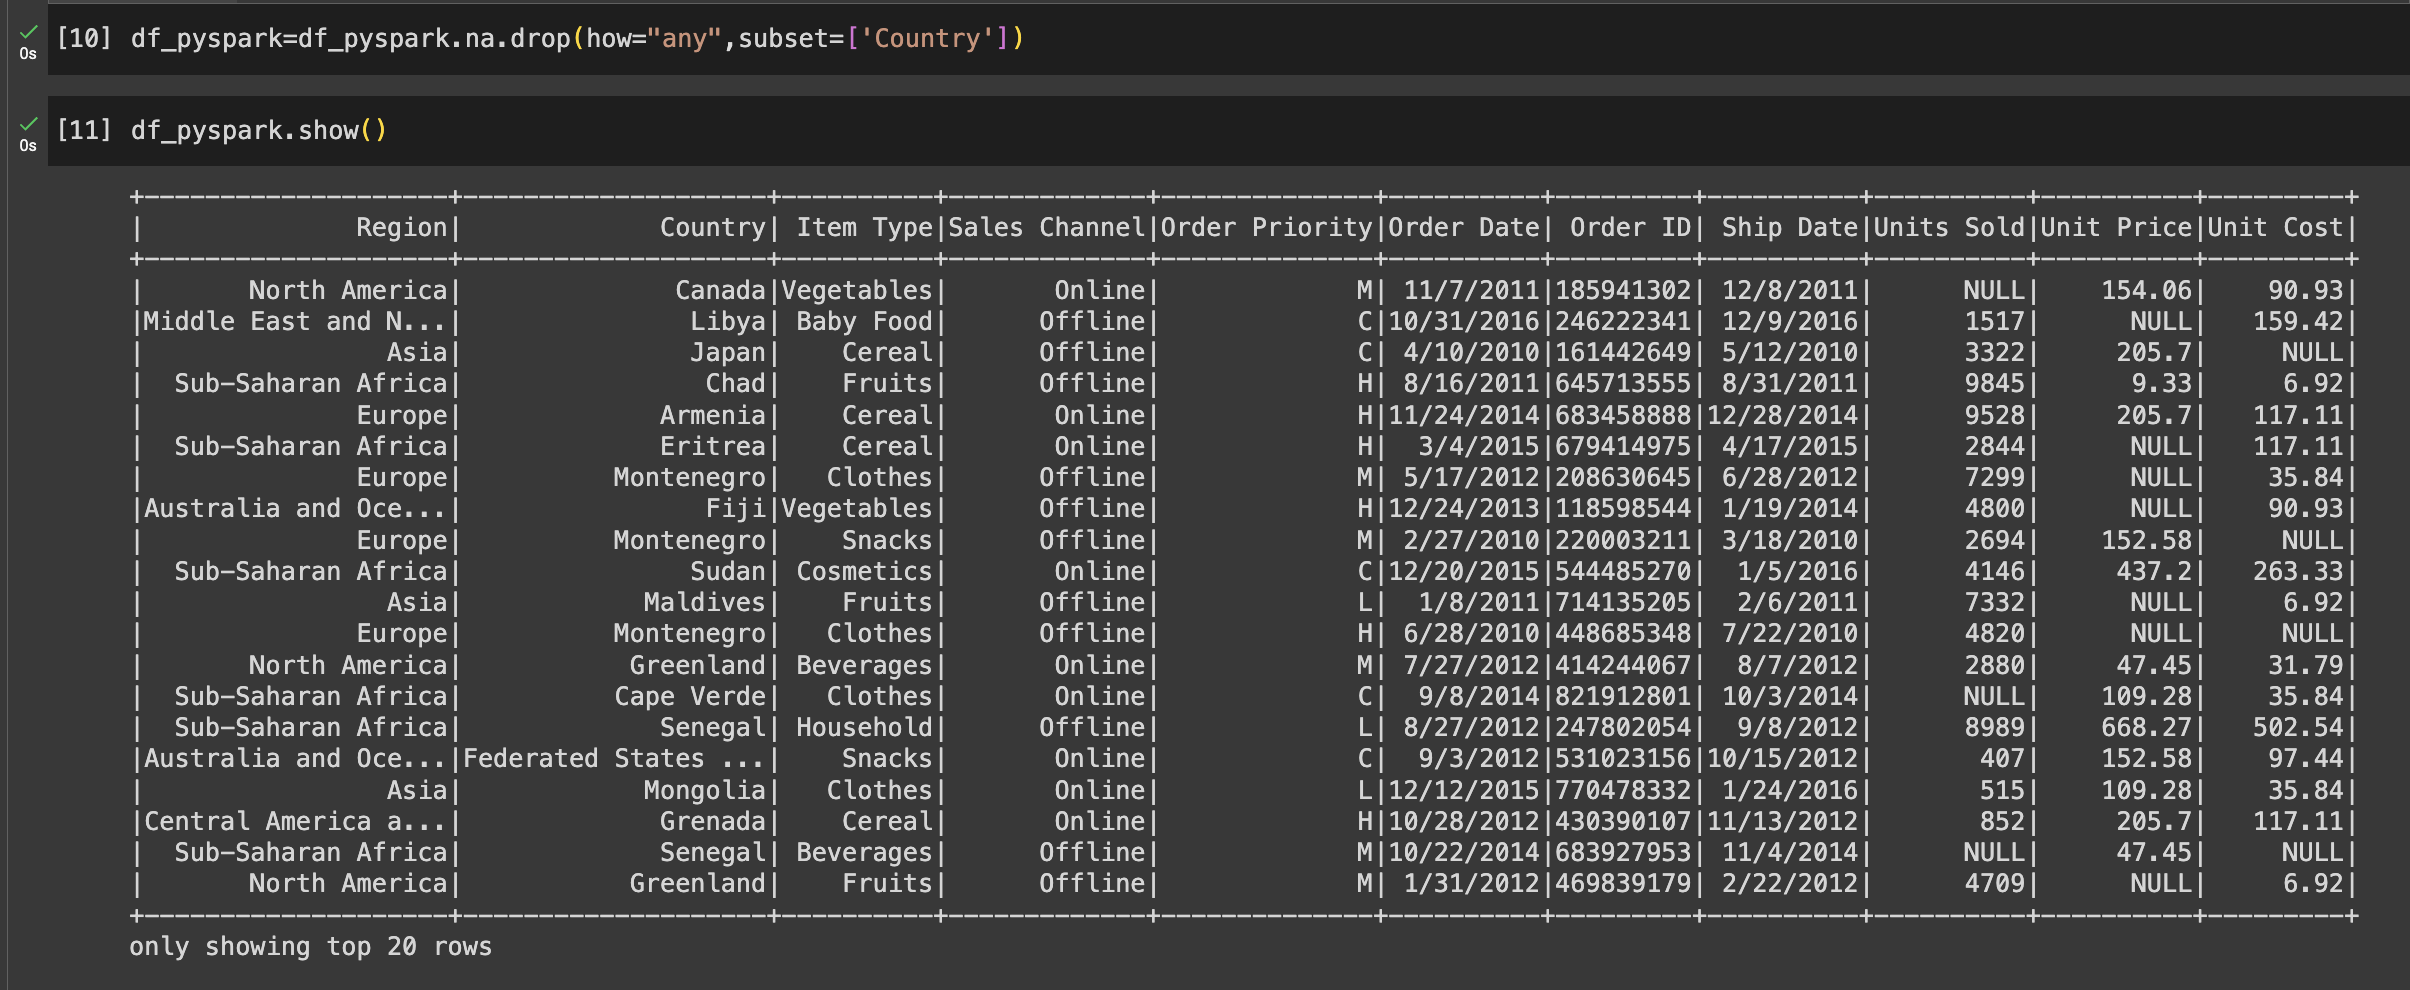 [10] df_pyspark=df_pyspark.na.drop(how="any",subset=['Country'])
0s
[11] df_pyspark.show()
0s
+--------------------+--------------------+----------+-------------+--------------+----------+---------+----------+----------+----------+---------+
|              Region|             Country| Item Type|Sales Channel|Order Priority|Order Date| Order ID| Ship Date|Units Sold|Unit Price|Unit Cost|
+--------------------+--------------------+----------+-------------+--------------+----------+---------+----------+----------+----------+---------+
|       North America|              Canada|Vegetables|       Online|             M| 11/7/2011|185941302| 12/8/2011|      NULL|    154.06|    90.93|
|Middle East and N...|               Libya| Baby Food|      Offline|             C|10/31/2016|246222341| 12/9/2016|      1517|      NULL|   159.42|
|                Asia|               Japan|    Cereal|      Offline|             C| 4/10/2010|161442649| 5/12/2010|      3322|     205.7|     NULL|
|  Sub-Saharan Africa|                Chad|    Fruits|      Offline|             H| 8/16/2011|645713555| 8/31/2011|      9845|      9.33|     6.92|
|              Europe|             Armenia|    Cereal|       Online|             H|11/24/2014|683458888|12/28/2014|      9528|     205.7|   117.11|
|  Sub-Saharan Africa|             Eritrea|    Cereal|       Online|             H|  3/4/2015|679414975| 4/17/2015|      2844|      NULL|   117.11|
|              Europe|          Montenegro|   Clothes|      Offline|             M| 5/17/2012|208630645| 6/28/2012|      7299|      NULL|    35.84|
|Australia and Oce...|                Fiji|Vegetables|      Offline|             H|12/24/2013|118598544| 1/19/2014|      4800|      NULL|    90.93|
|              Europe|          Montenegro|    Snacks|      Offline|             M| 2/27/2010|220003211| 3/18/2010|      2694|    152.58|     NULL|
|  Sub-Saharan Africa|               Sudan| Cosmetics|       Online|             C|12/20/2015|544485270|  1/5/2016|      4146|     437.2|   263.33|
|                Asia|            Maldives|    Fruits|      Offline|             L|  1/8/2011|714135205|  2/6/2011|      7332|      NULL|     6.92|
|              Europe|          Montenegro|   Clothes|      Offline|             H| 6/28/2010|448685348| 7/22/2010|      4820|      NULL|     NULL|
|       North America|           Greenland| Beverages|       Online|             M| 7/27/2012|414244067|  8/7/2012|      2880|     47.45|    31.79|
|  Sub-Saharan Africa|          Cape Verde|   Clothes|       Online|             C|  9/8/2014|821912801| 10/3/2014|      NULL|    109.28|    35.84|
|  Sub-Saharan Africa|             Senegal| Household|      Offline|             L| 8/27/2012|247802054|  9/8/2012|      8989|    668.27|   502.54|
|Australia and Oce...|Federated States ...|    Snacks|       Online|             C|  9/3/2012|531023156|10/15/2012|       407|    152.58|    97.44|
|                Asia|            Mongolia|   Clothes|       Online|             L|12/12/2015|770478332| 1/24/2016|       515|    109.28|    35.84|
|Central America a...|             Grenada|    Cereal|       Online|             H|10/28/2012|430390107|11/13/2012|       852|     205.7|   117.11|
|  Sub-Saharan Africa|             Senegal| Beverages|      Offline|             M|10/22/2014|683927953| 11/4/2014|      NULL|     47.45|     NULL|
|       North America|           Greenland|    Fruits|      Offline|             M| 1/31/2012|469839179| 2/22/2012|      4709|      NULL|     6.92|
+--------------------+--------------------+----------+-------------+--------------+----------+---------+----------+----------+----------+---------+
only showing top 20 rows